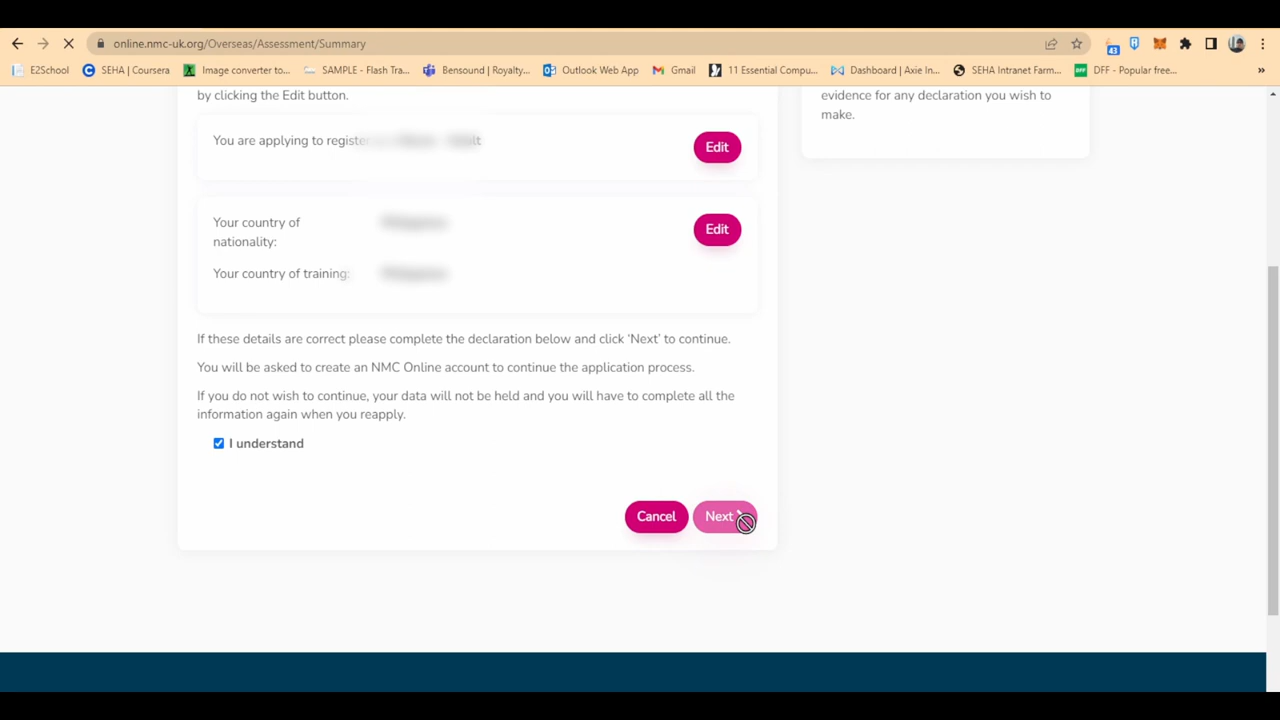 online.nmc-uk.org/Overseas/Assessment/Summary
43
E2School
SEHA | Coursera
Image converter to...
SAMPLE - Flash Tra...
Bensound | Royalty...
Outlook Web App
Gmail
11 Essential Compu...
Dashboard | Axie In...
SEHA Intranet Farm...
DFF
DFF - Popular free...
»
by clicking the Edit button.
evidence for any declaration you wish to
make.
You are applying to register
Edit
Your country of
nationality:
Edit
Your country of training:
If these details are correct please complete the declaration below and click ‘Next’ to continue.
You will be asked to create an NMC Online account to continue the application process.
If you do not wish to continue, your data will not be held and you will have to complete all the
information again when you reapply.
I understand
Cancel
Next